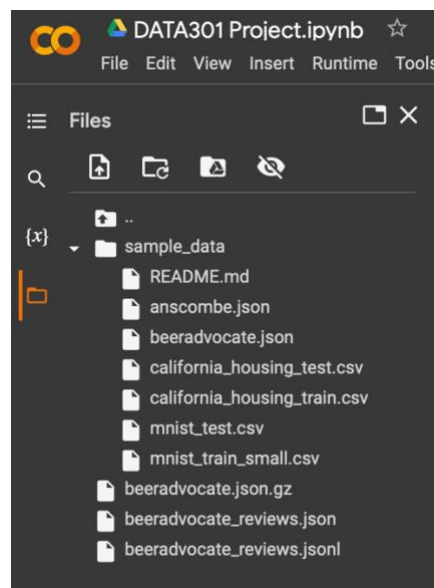 DATA301 Project.ipynb
File Edit View Insert Runtime Tools
Files
..
{x}
sample_data
README.md
anscombe.json
beeradvocate.json
california_housing_test.csv
california_housing_train.csv
mnist_test.csv
mnist_train_small.csv
beeradvocate.json.gz
beeradvocate_reviews.json
beeradvocate_reviews.jsonl